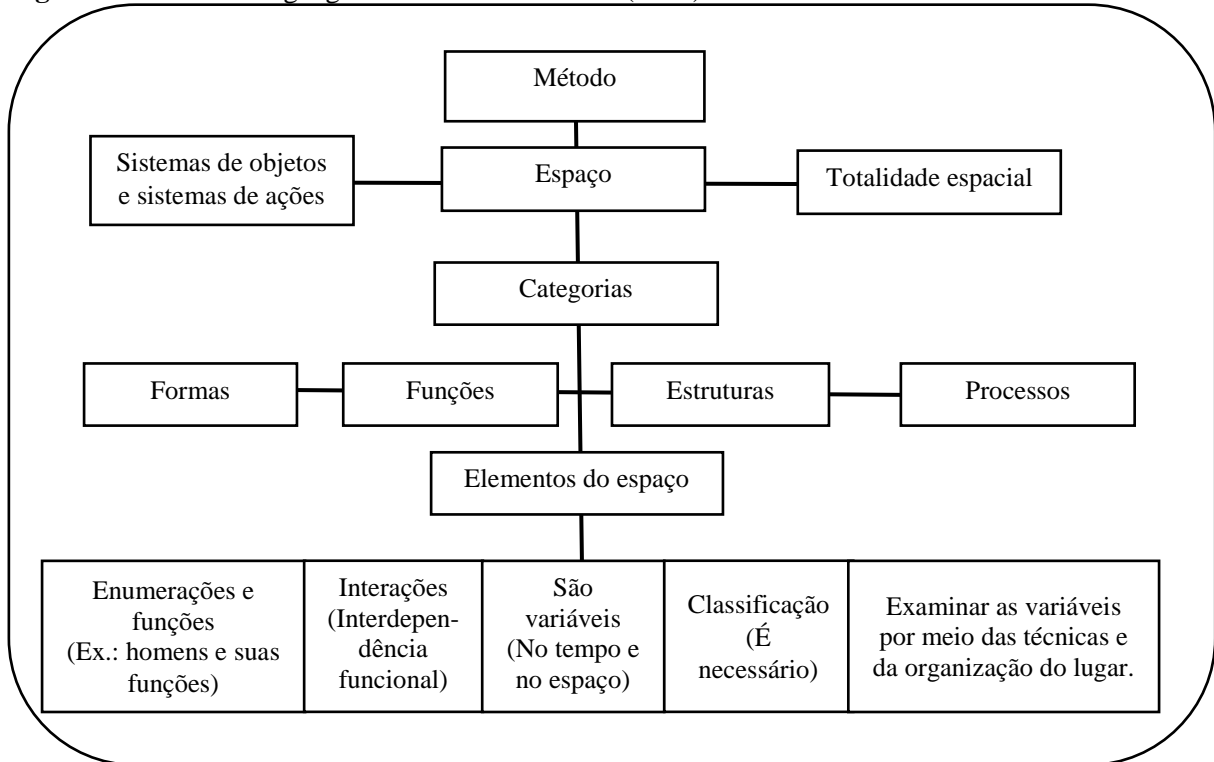 Método
Sistemas de objetos
e sistemas de ações
Espaço
Totalidade espacial
Categorias
Formas
Funções
Estruturas
Processos
Elementos do espaço
Enumerações e
funções
(Ex.: homens e suas
funções)
Interações
(Interdepen-
dência
funcional)
São
variáveis
(No tempo e
no espaço)
Classificação
(É
necessário)
Examinar as variáveis
por meio das técnicas e
da organização do lugar.